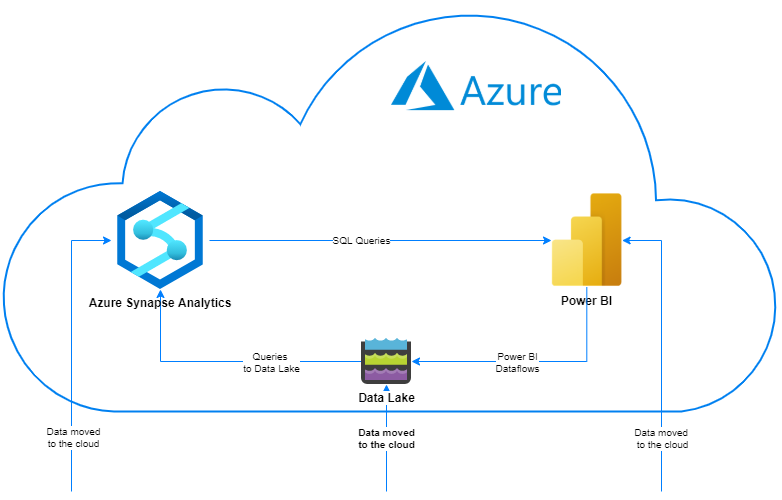 Azure
SQL Queries
Azure Synapse Analytics
Power BI
Queries
to Data Lake
Power BI
Dataflows
Data Lake
Data moved
to the cloud
Data moved
to the cloud
Data moved
to the cloud